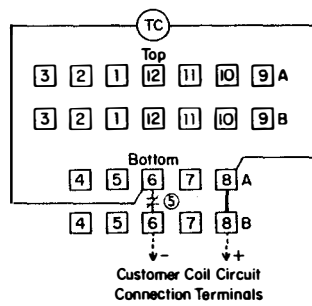 TC
Top
3 2 1 12 11 10 9 A
3 2 1 12 11 10 9 B
Bottom
4 5 6 7 8 A
5
4 5 6 7 8 B
- +
Customer Coil Circuit
Connection Terminals